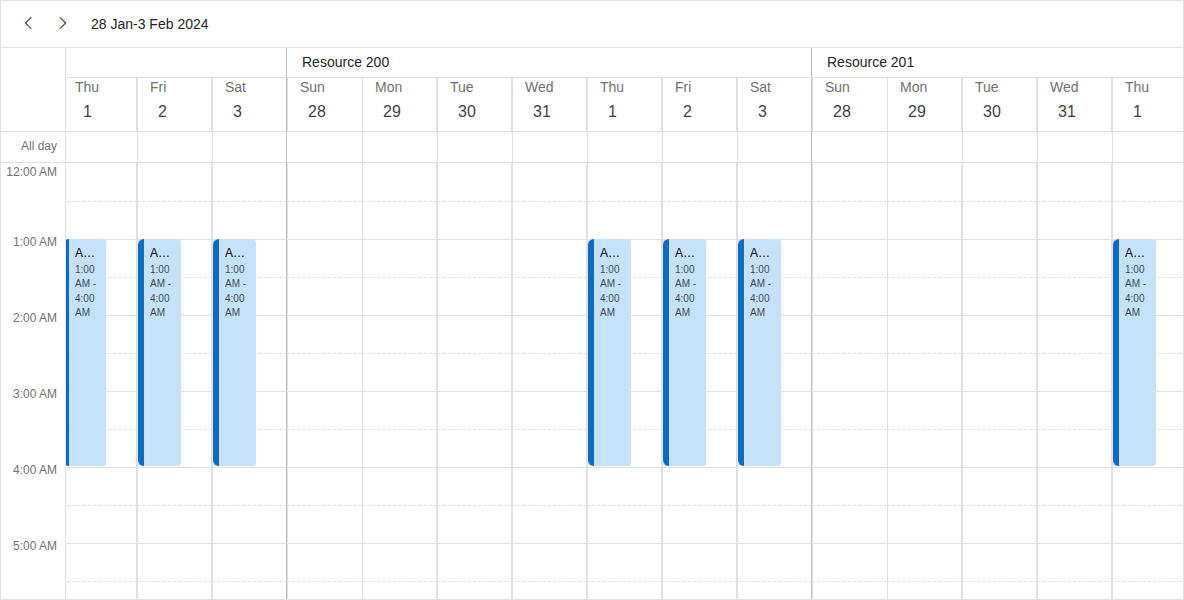 28 Jan-3 Feb 2024
Resource 200
Resource 201
Thu
1
Fri
2
Sat
3
Sun
28
Mon
29
Tue
30
Wed
31
Thu
1
Fri
2
Sat
3
Sun
28
Mon
29
Tue
30
Wed
31
Thu
1
All day
12:00 AM
1:00 AM
2:00 AM
3:00 AM
4:00 AM
5:00 AM
A...
1:00
AM -
4:00
AM
A...
1:00
AM -
4:00
AM
A...
1:00
AM -
4:00
AM
A...
1:00
AM -
4:00
AM
A...
1:00
AM -
4:00
AM
A...
1:00
AM -
4:00
AM
A...
1:00
AM -
4:00
AM